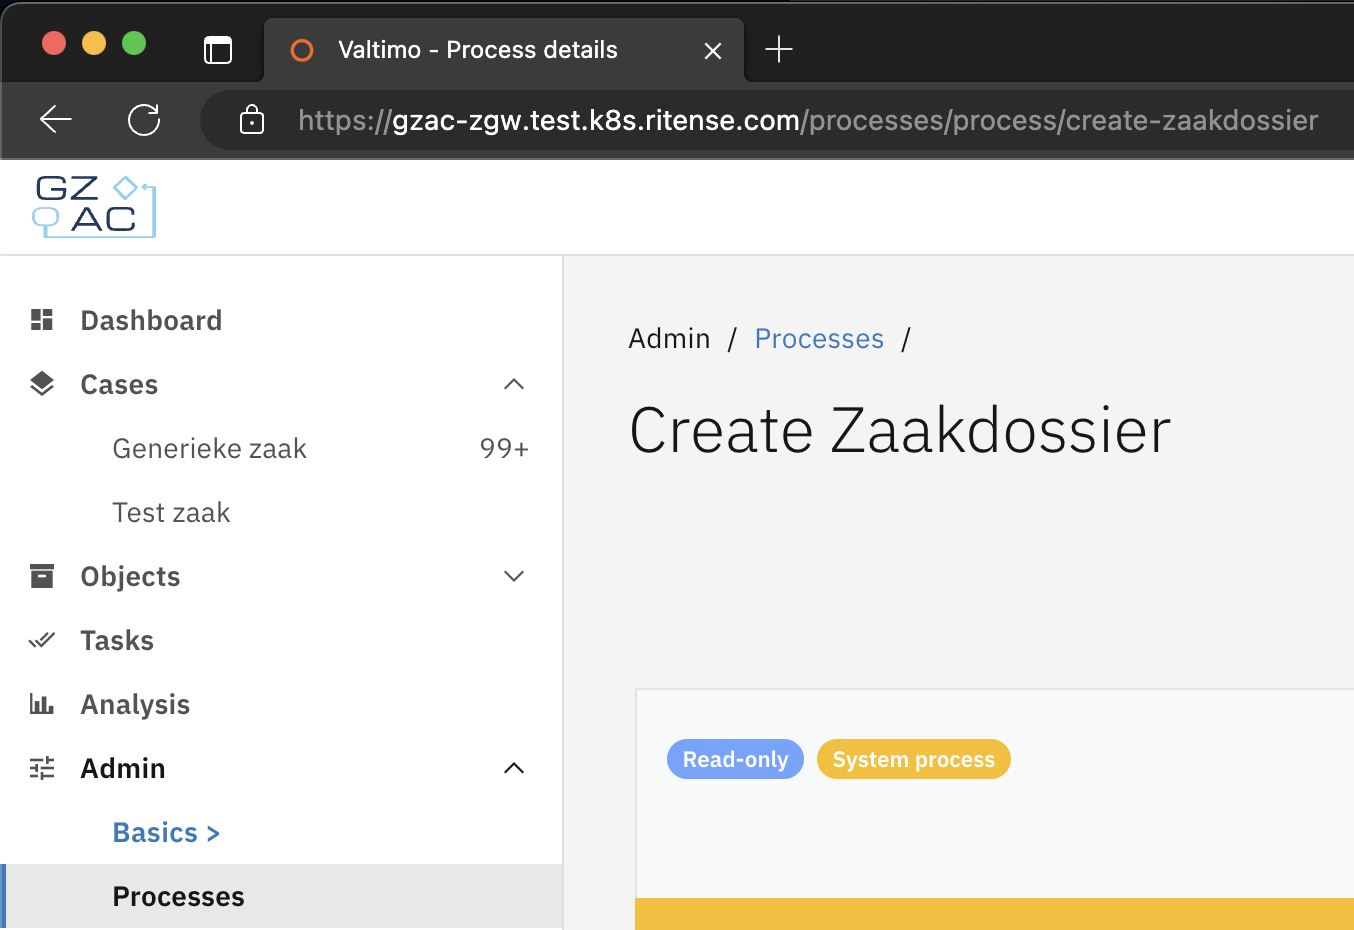 Valtimo - Process details
https://gzac-zgw.test.k8s.ritense.com/processes/process/create-zaakdossier
GZ
AC
Dashboard
Cases
Generieke zaak 99+
Test zaak
Objects
Tasks
Analysis
Admin
Basics >
Processes
Admin / Processes /
Create Zaakdossier
Read-only System process